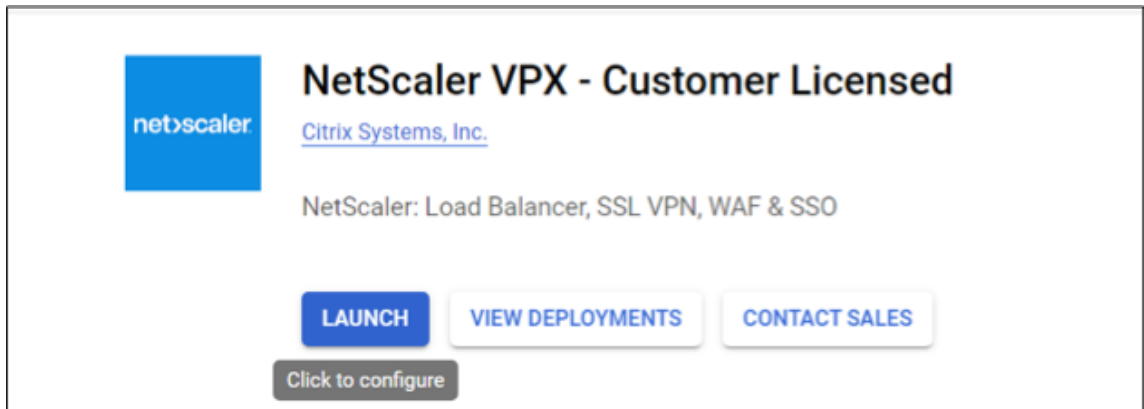 NetScaler VPX - Customer Licensed
net>scaler.
Citrix Systems, Inc.
NetScaler: Load Balancer, SSL VPN, WAF & SSO
LAUNCH
VIEW DEPLOYMENTS
CONTACT SALES
Click to configure